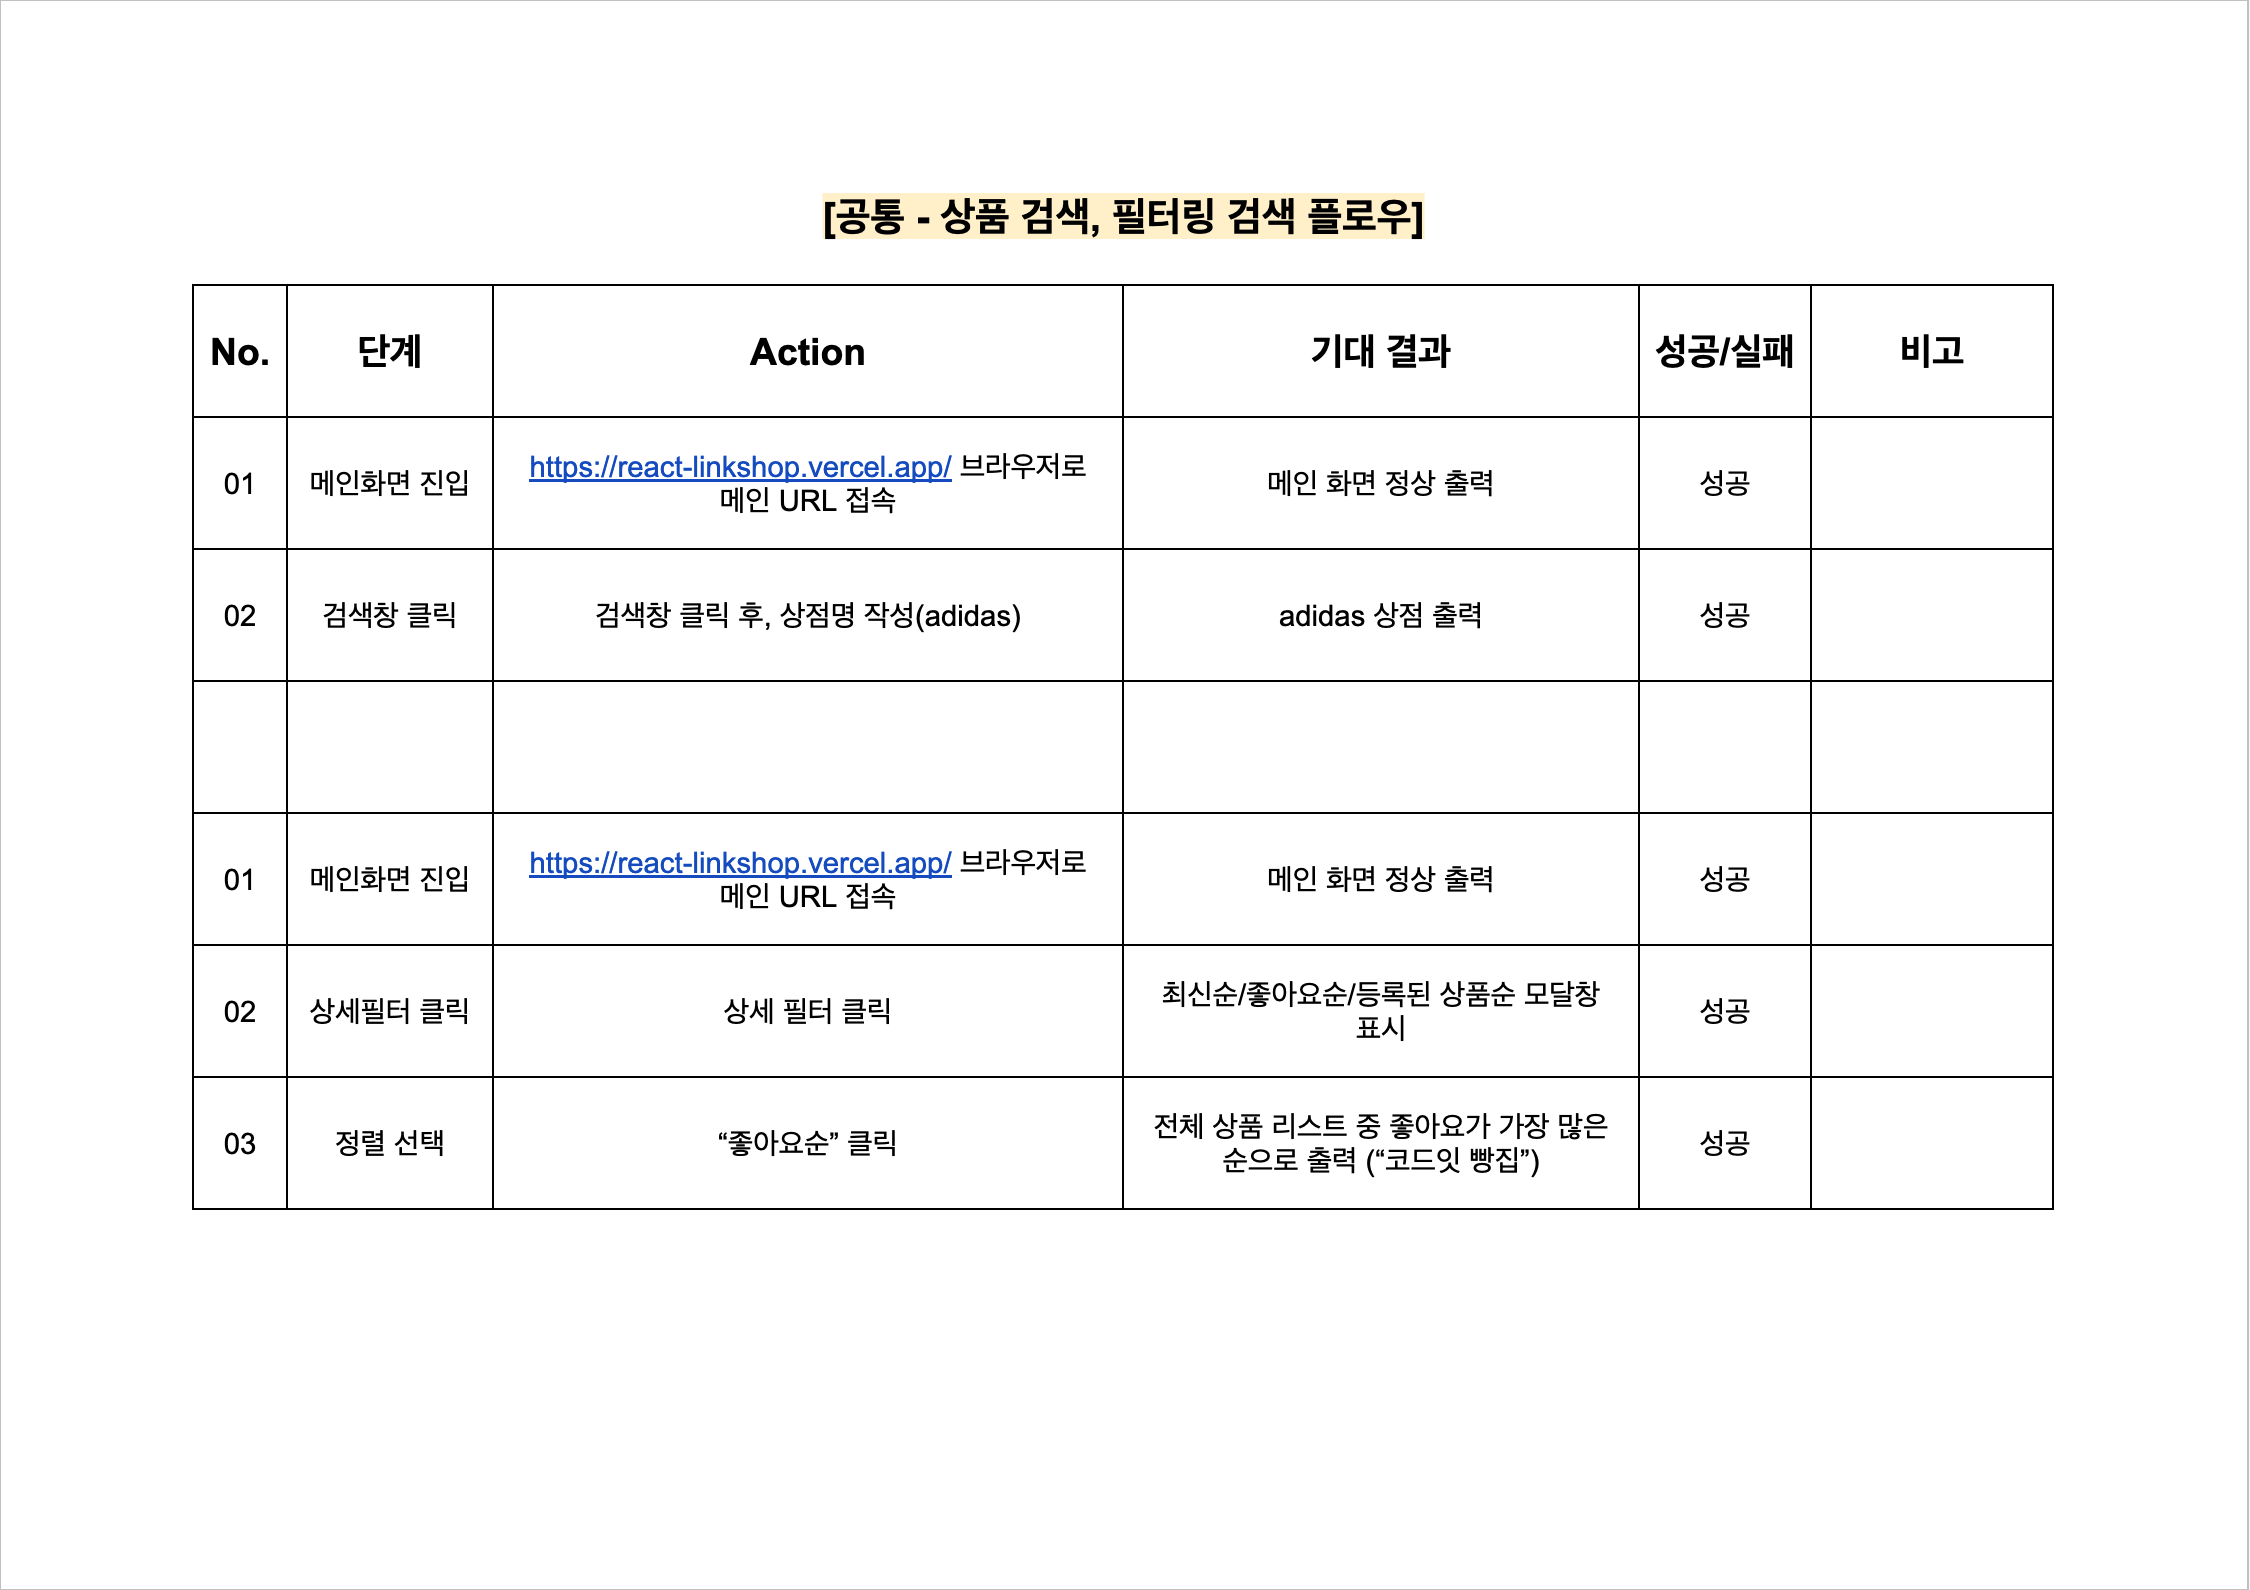 [공통 - 상품 검색, 필터링 검색 플로우]
No. 단계 Action 기대 결과 성공/실패 비고
01 메인화면 진입 https://react-linkshop.vercel.app/ 브라우저로
메인 URL 접속 메인 화면 정상 출력 성공
02 검색창 클릭 검색창 클릭 후, 상점명 작성(adidas) adidas 상점 출력 성공
01 메인화면 진입 https://react-linkshop.vercel.app/ 브라우저로
메인 URL 접속 메인 화면 정상 출력 성공
02 상세필터 클릭 상세 필터 클릭 최신순/좋아요순/등록된 상품순 모달창
표시 성공
03 정렬 선택 “좋아요순” 클릭 전체 상품 리스트 중 좋아요가 가장 많은
순으로 출력 (“코드잇 빵집”) 성공